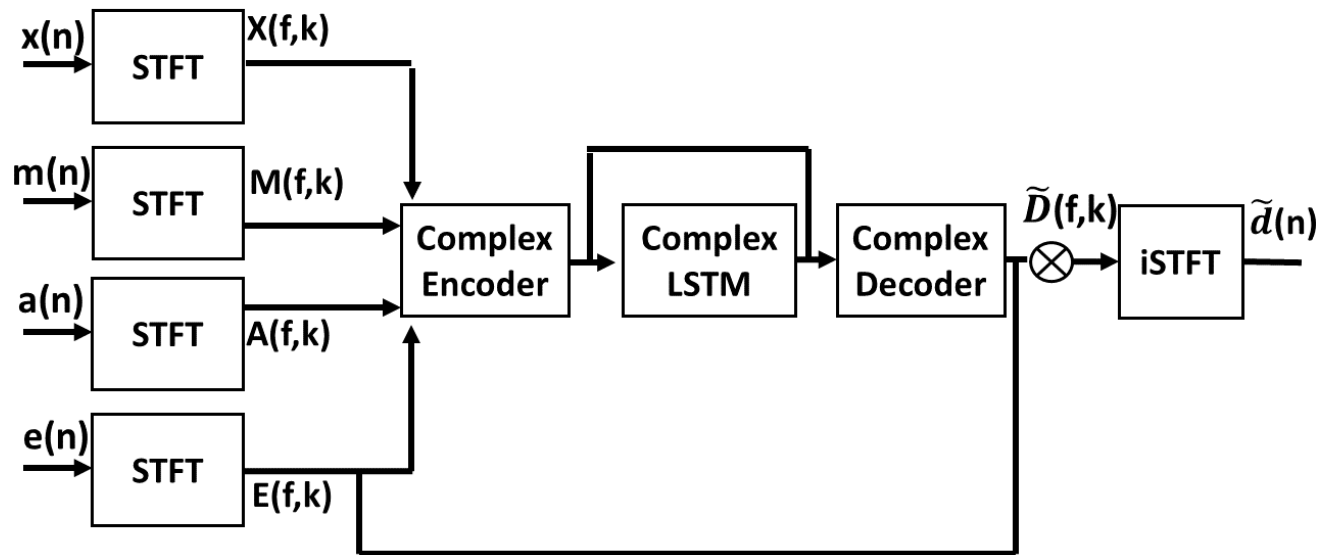 x(n)
STFT
X(f,k)
m(n)
STFT
M(f,k)
a(n)
STFT
A(f,k)
e(n)
STFT
E(f,k)
Complex
Encoder
Complex
LSTM
Complex
Decoder
D̃(f,k)
iSTFT
d̃(n)